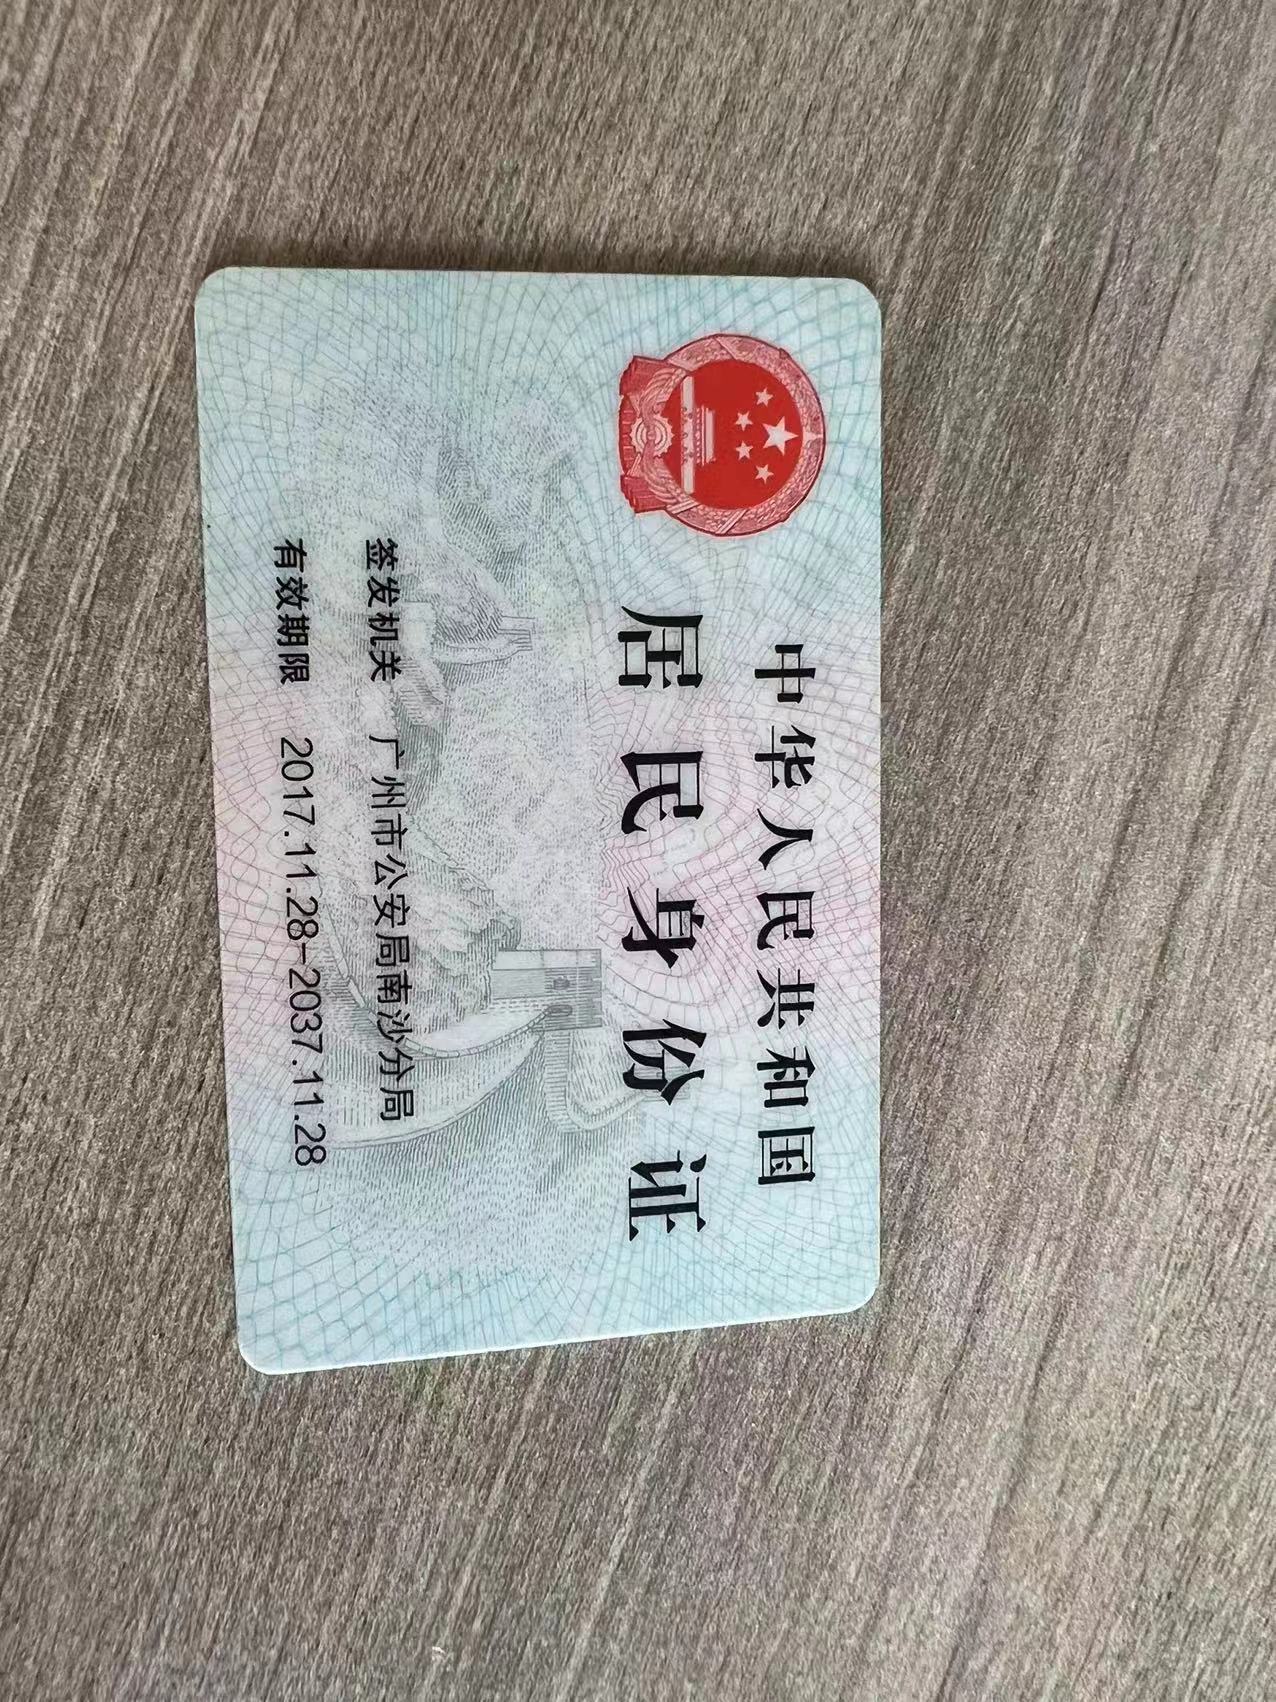 中华人民共和国
居民身份证
签发机关 广州市公安局南沙分局
有效期限 2017.11.28-2037.11.28